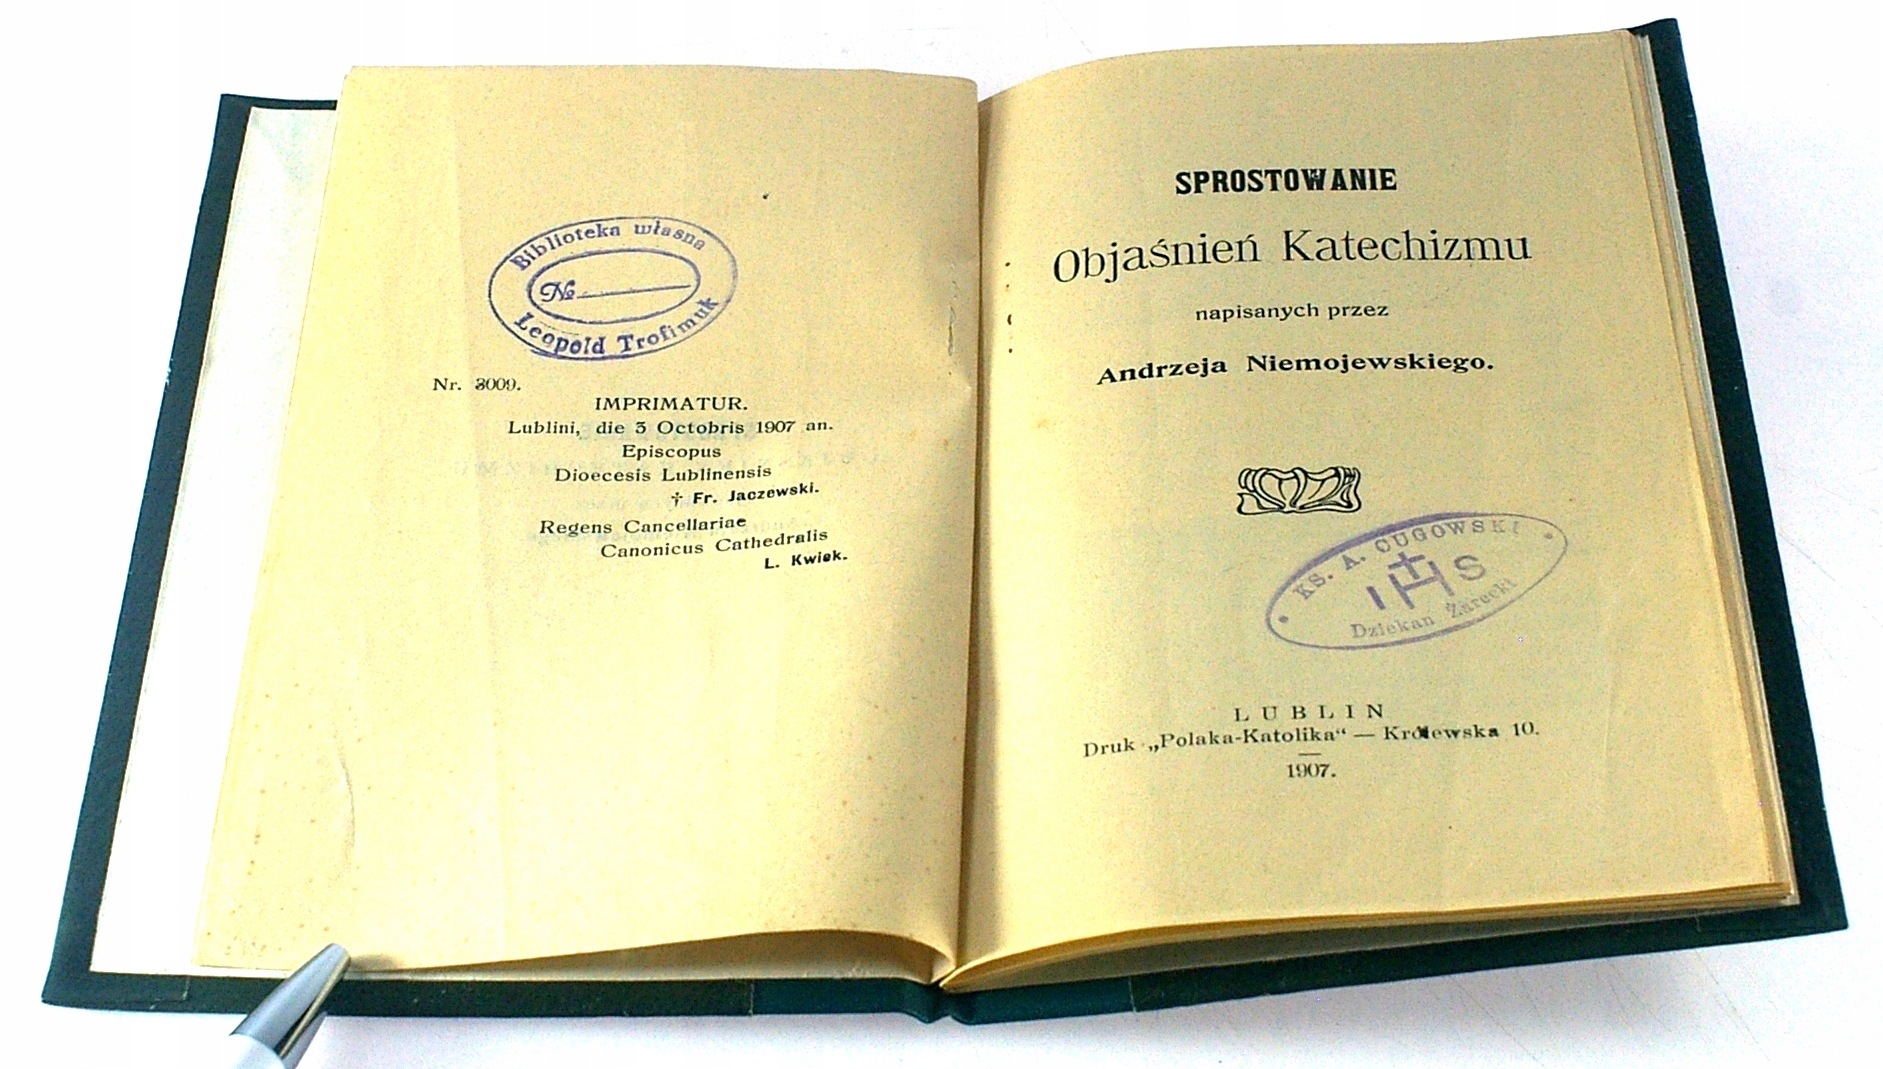 Biblioteka własna
№
Leopold Trofimuk
Nr. 3009.
IMPRIMATUR.
Lublini, die 3 Octobris 1907 an.
Episcopus
Dioecesis Lublinensis
† Fr. Jaczewski.
Regens Cancellariae
Canonicus Cathedralis
L. Kwiek.
SPROSTOWANIE
Objaśnień Katechizmu
napisanych przez
Andrzeja Niemojewskiego.
KS. A. CUGOWSKI
IHS
Dziekan Żarecki
LUBLIN
Druk „Polaka-Katolika“ — Królewska 10.
1907.